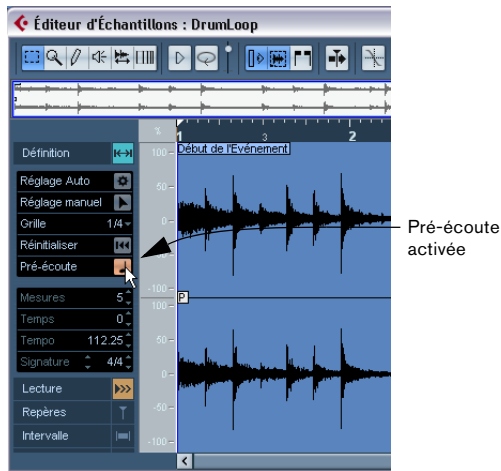 Éditeur d'Échantillons : DrumLoop
%
1
3
2
Définition
100
Début de l'Evénement
Réglage Auto
50
Réglage manuel
Grille 1/4
0
Pré-écoute
activée
Réinitialiser
Pré-écoute
-100
Mesures 5
P
100
Temps 0
Tempo 112.25
50
Signature 4/4
0
Lecture
Repères
-50
Intervalle
-100